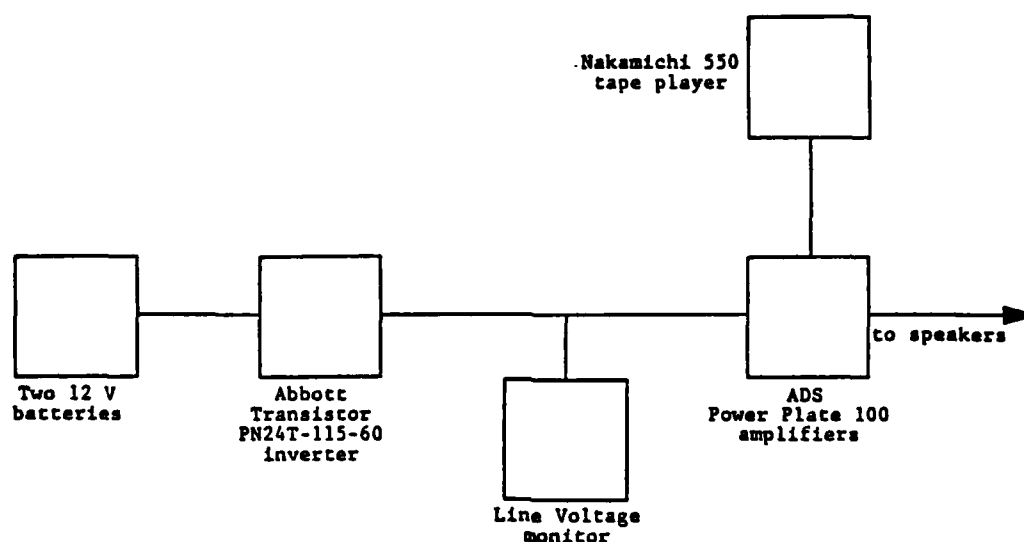 Nakamichi 550
tape player
to speakers
Two 12 V
batteries
Abbott
Transistor
PN24T-115-60
inverter
ADS
Power Plate 100
amplifiers
Line Voltage
monitor